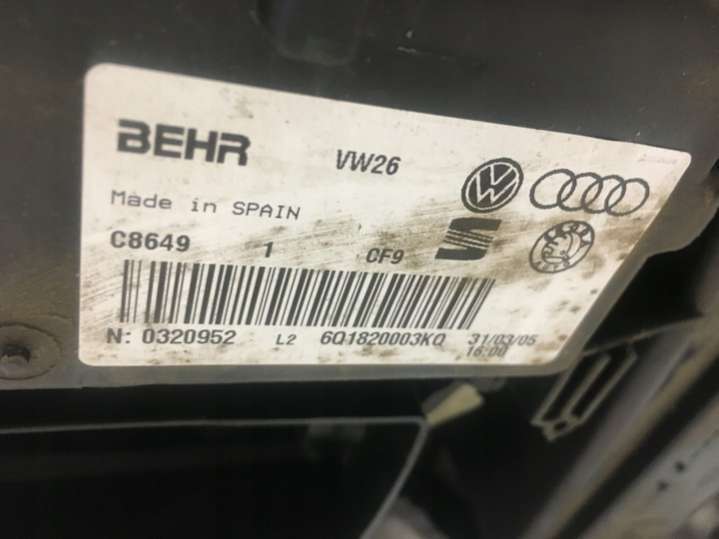 BEHR VW26
Made in SPAIN
C8649 1 CF9
N: 0320952 L2 6Q1820003KQ 31/03/05
16:00